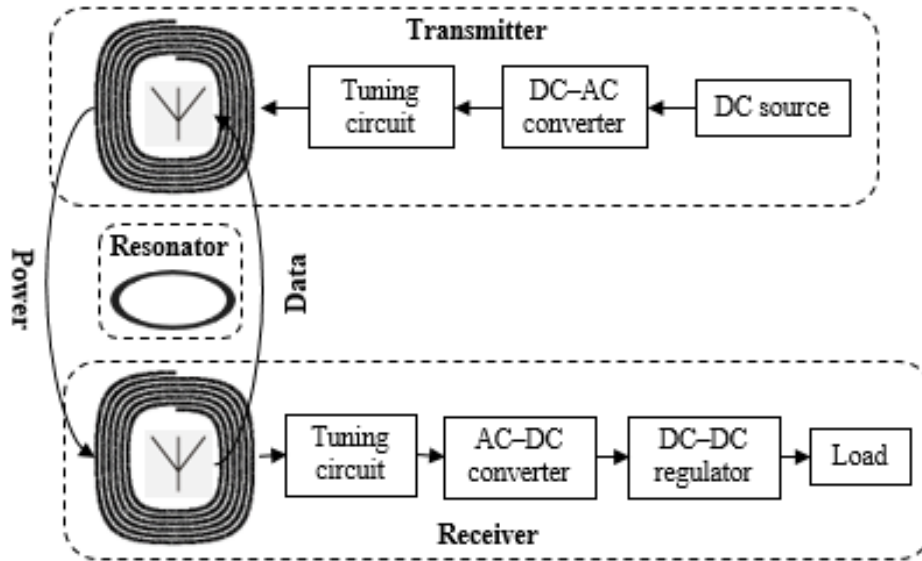 Transmitter
Tuning
circuit
DC–AC
converter
DC source
Power
Resonator
Data
Tuning
circuit
AC–DC
converter
DC–DC
regulator
Load
Receiver